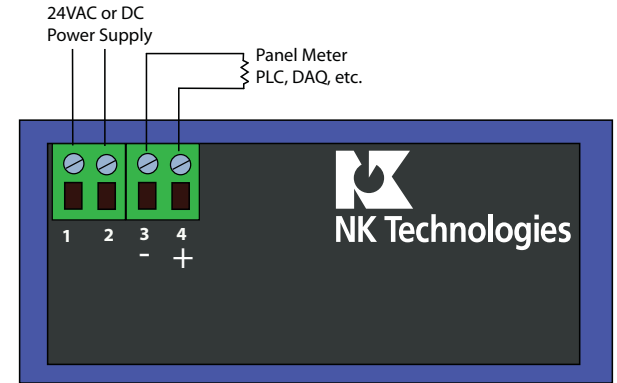 24VAC or DC
Power Supply
Panel Meter
PLC, DAQ, etc.
NK Technologies
1 2 3 4
- +